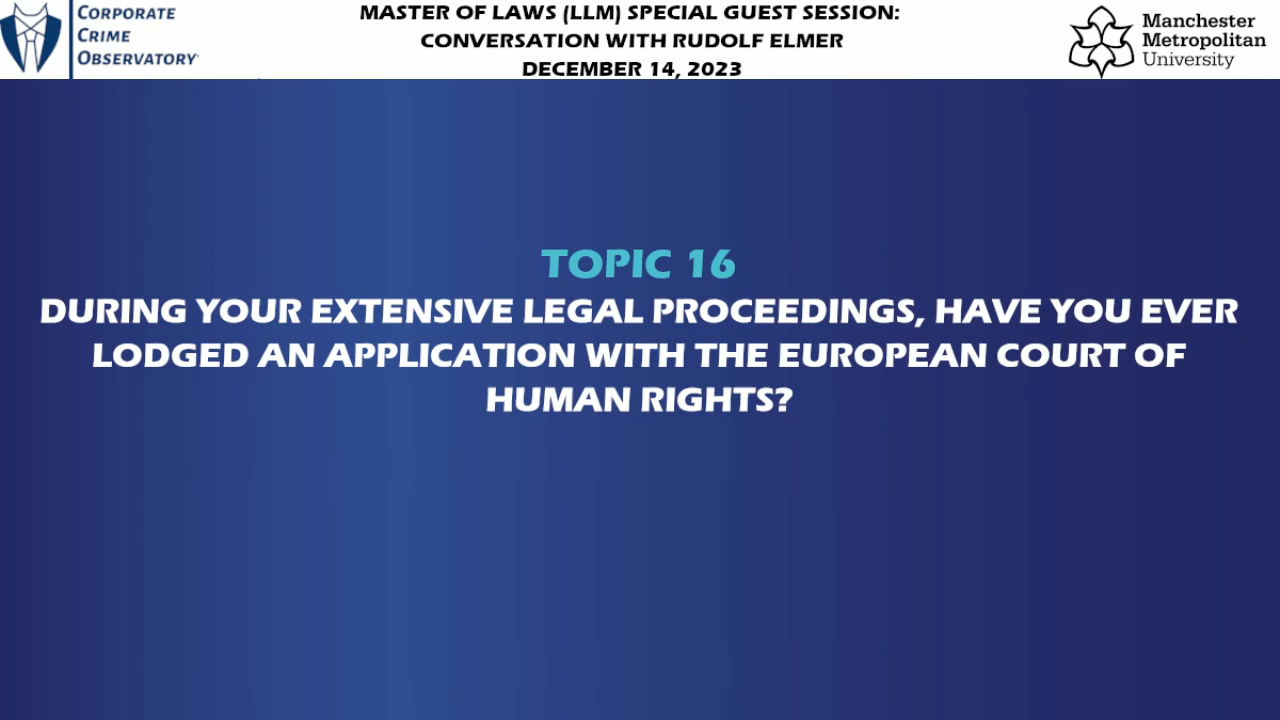 CORPORATE
CRIME
OBSERVATORY
MASTER OF LAWS (LLM) SPECIAL GUEST SESSION:
CONVERSATION WITH RUDOLF ELMER
DECEMBER 14, 2023
Manchester
Metropolitan
University
TOPIC 16
DURING YOUR EXTENSIVE LEGAL PROCEEDINGS, HAVE YOU EVER
LODGED AN APPLICATION WITH THE EUROPEAN COURT OF
HUMAN RIGHTS?